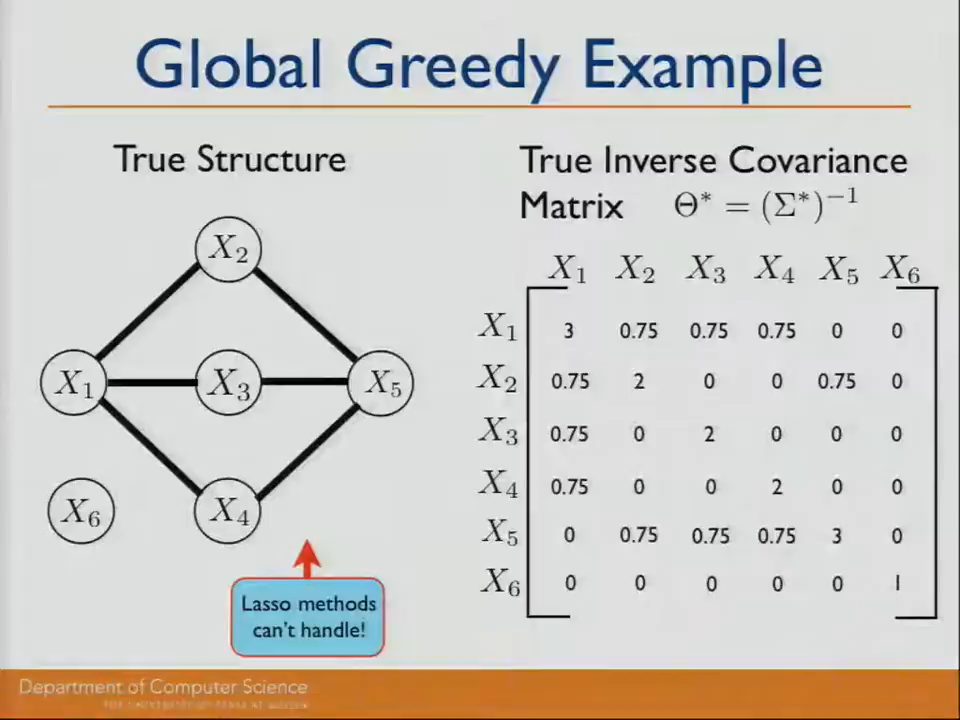 Global Greedy Example
True Structure
X₂
X₁ X₃ X₅
X₆ X₄
Lasso methods
can't handle!
True Inverse Covariance
Matrix Θ* = (Σ*)⁻¹
X₁ X₂ X₃ X₄ X₅ X₆
X₁ 3 0.75 0.75 0.75 0 0
X₂ 0.75 2 0 0 0.75 0
X₃ 0.75 0 2 0 0 0
X₄ 0.75 0 0 2 0 0
X₅ 0 0.75 0.75 0.75 3 0
X₆ 0 0 0 0 0 1
Department of Computer Science